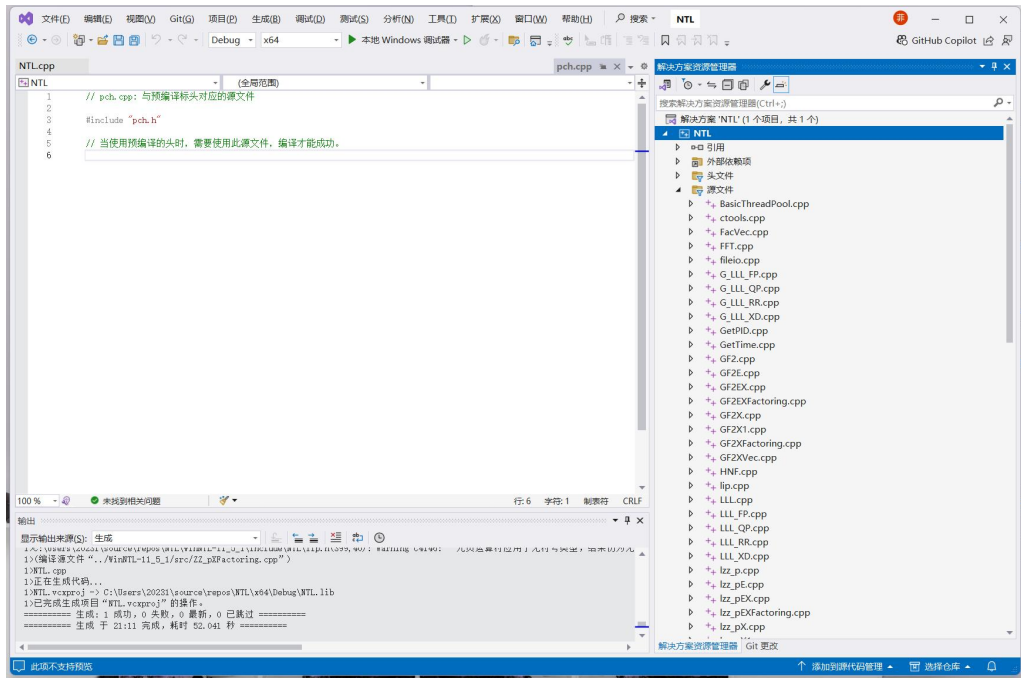 文件(F) 编辑(E) 视图(V) Git(G) 项目(P) 生成(B) 调试(D) 测试(S) 分析(N) 工具(T) 扩展(X) 窗口(W) 帮助(H) 搜索 NTL 菲
Debug x64 本地 Windows 调试器 GitHub Copilot
NTL.cpp pch.cpp
NTL (全局范围)
1 // pch.cpp: 与预编译标头对应的源文件
2
3 #include "pch.h"
4
5 // 当使用预编译的头时，需要使用此源文件，编译才能成功。
6
100 % 未找到相关问题 行: 6 字符: 1 制表符 CRLF
输出
显示输出来源(S): 生成
1>(编译源文件“../WinNTL-11_5_1/src/ZZ_pXFactoring.cpp”)
1>NTL.cpp
1>正在生成代码...
1>NTL.vcxproj -> C:\Users\20231\source\repos\NTL\x64\Debug\NTL.lib
1>已完成生成项目“NTL.vcxproj”的操作。
========== 生成: 1 成功，0 失败，0 最新，0 已跳过 ==========
========== 生成 于 21:11 完成，耗时 52.041 秒 ==========
解决方案资源管理器
搜索解决方案资源管理器(Ctrl+;)
解决方案 'NTL' (1 个项目，共 1 个)
NTL
引用
外部依赖项
头文件
源文件
BasicThreadPool.cpp
ctools.cpp
FacVec.cpp
FFT.cpp
fileio.cpp
G_LLL_FP.cpp
G_LLL_QP.cpp
G_LLL_RR.cpp
G_LLL_XD.cpp
GetPID.cpp
GetTime.cpp
GF2.cpp
GF2E.cpp
GF2EX.cpp
GF2EXFactoring.cpp
GF2X.cpp
GF2X1.cpp
GF2XFactoring.cpp
GF2XVec.cpp
HNF.cpp
lip.cpp
LLL.cpp
LLL_FP.cpp
LLL_QP.cpp
LLL_RR.cpp
LLL_XD.cpp
lzz_p.cpp
lzz_pE.cpp
lzz_pEX.cpp
lzz_pEXFactoring.cpp
lzz_pX.cpp
解决方案资源管理器 Git 更改
此项不支持预览 添加到源代码管理 选择仓库